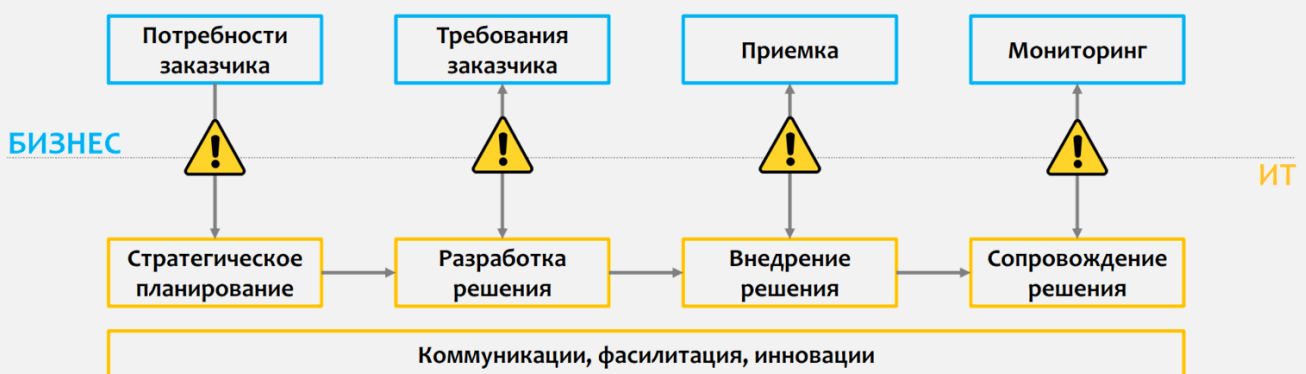 Потребности
заказчика
Требования
заказчика
Приемка
Мониторинг
БИЗНЕС
ИТ
Стратегическое
планирование
Разработка
решения
Внедрение
решения
Сопровождение
решения
Коммуникации, фасилитация, инновации